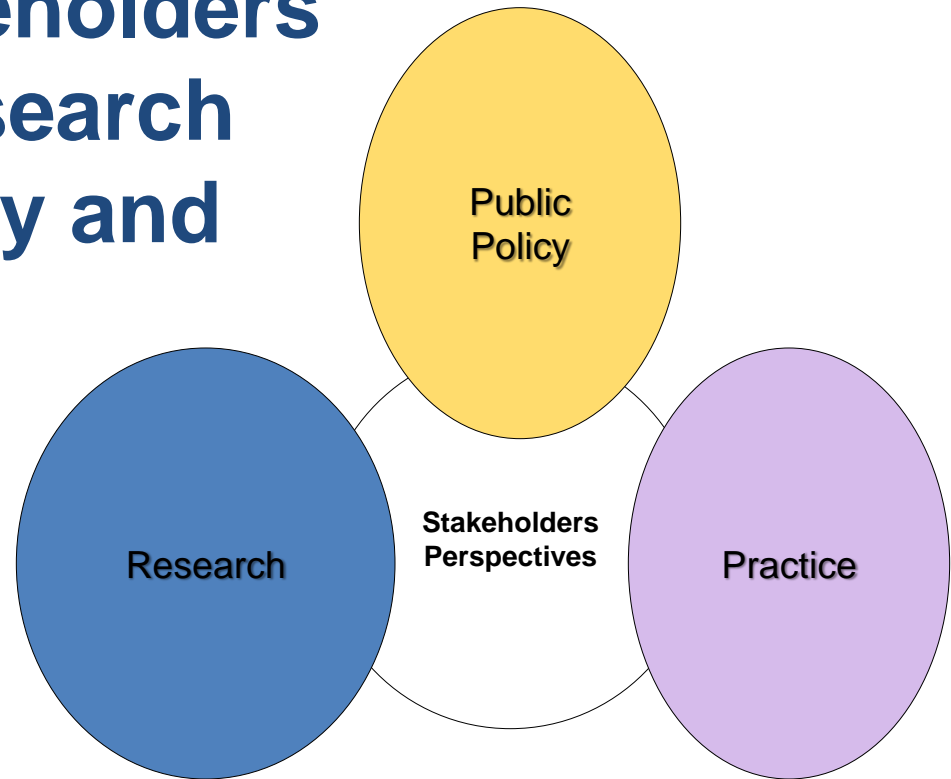 eholders
search
y and
Public
Policy
Stakeholders
Perspectives
Research
Practice